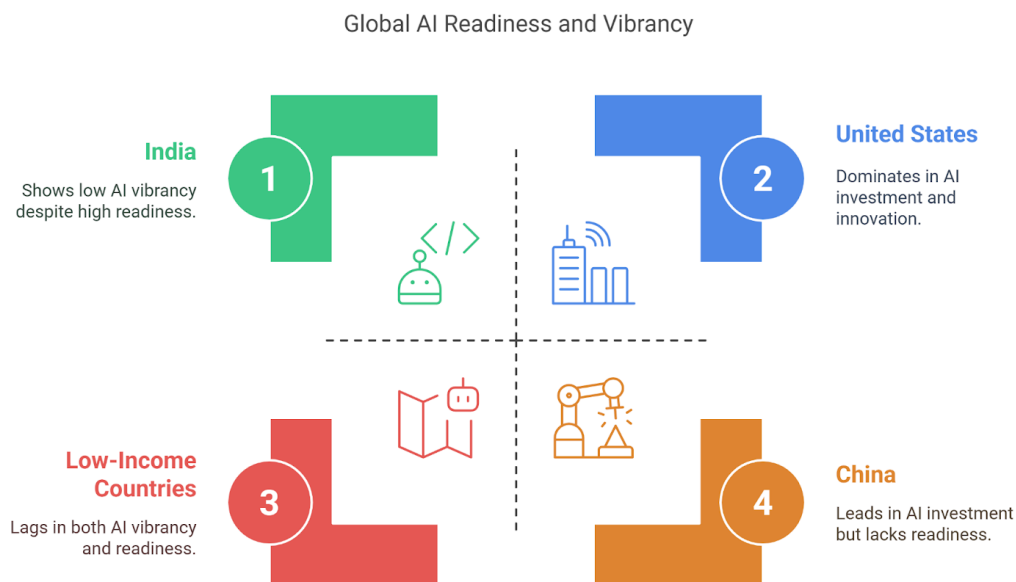 Global AI Readiness and Vibrancy
India
Shows low AI vibrancy
despite high readiness.
1
2
United States
Dominates in AI
investment and
innovation.
Low-Income
Countries
Lags in both AI vibrancy
and readiness.
3
4
China
Leads in AI investment
but lacks readiness.